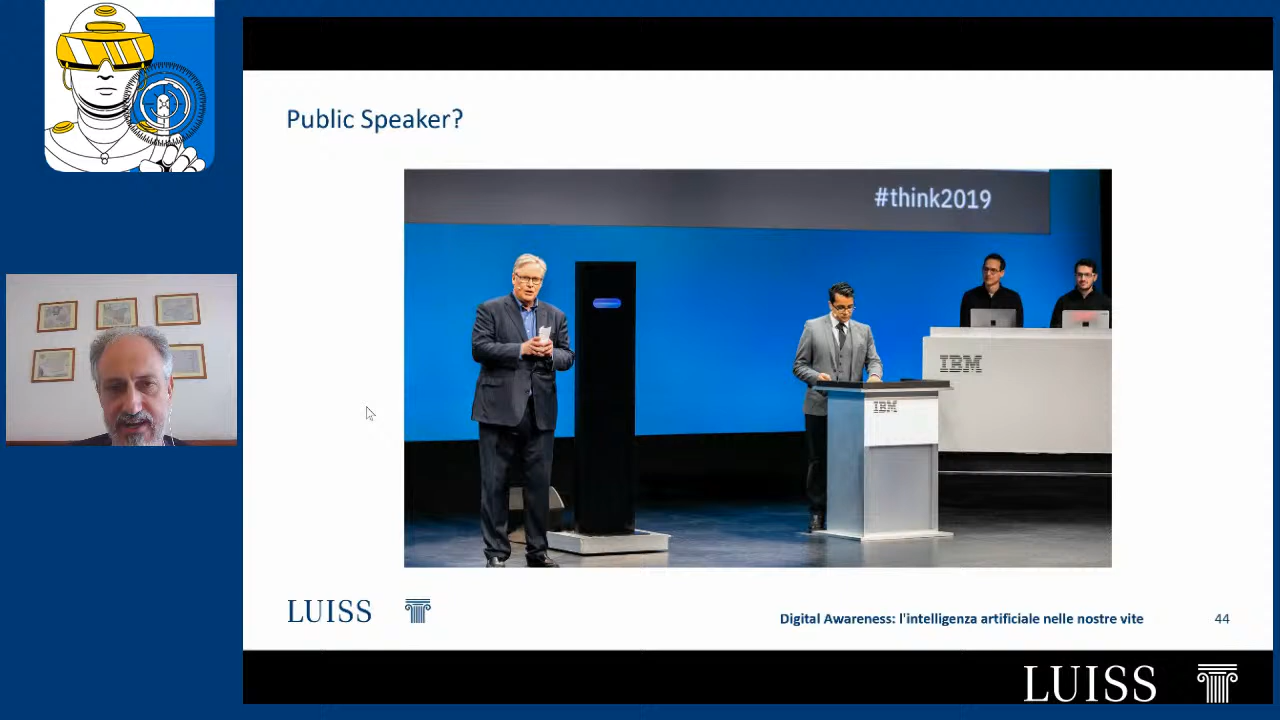 Public Speaker?
#think2019
IBM
IBM
LUISS
Digital Awareness: l'intelligenza artificiale nelle nostre vite
44
LUISS